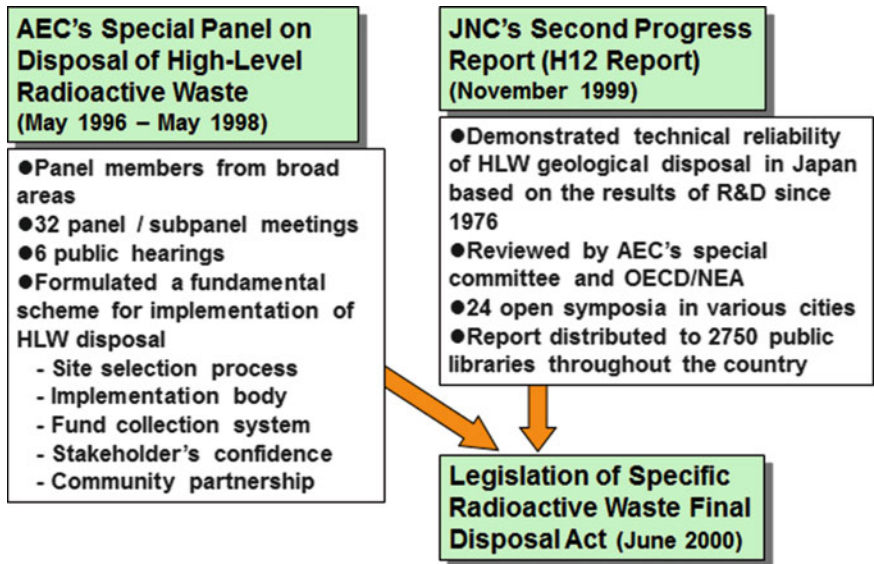 AEC's Special Panel on
Disposal of High-Level
Radioactive Waste
(May 1996 – May 1998)
●Panel members from broad
areas
●32 panel / subpanel meetings
●6 public hearings
●Formulated a fundamental
scheme for implementation of
HLW disposal
- Site selection process
- Implementation body
- Fund collection system
- Stakeholder's confidence
- Community partnership
JNC's Second Progress
Report (H12 Report)
(November 1999)
●Demonstrated technical reliability
of HLW geological disposal in Japan
based on the results of R&D since
1976
●Reviewed by AEC's special
committee and OECD/NEA
●24 open symposia in various cities
●Report distributed to 2750 public
libraries throughout the country
Legislation of Specific
Radioactive Waste Final
Disposal Act (June 2000)